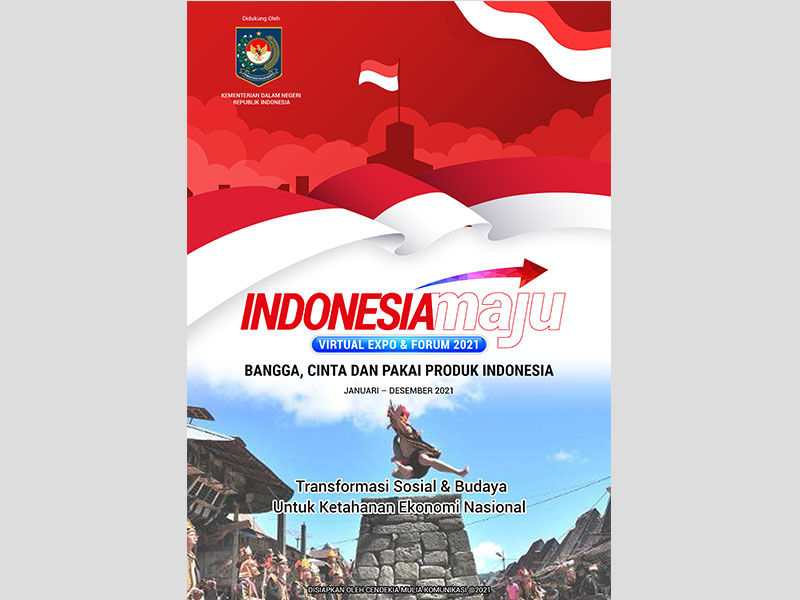 Didukung Oleh
KEMENTERIAN DALAM NEGERI
REPUBLIK INDONESIA
INDONESIAmaju
VIRTUAL EXPO & FORUM 2021
BANGGA, CINTA DAN PAKAI PRODUK INDONESIA
JANUARI – DESEMBER 2021
Transformasi Sosial & Budaya
Untuk Ketahanan Ekonomi Nasional
DISIAPKAN OLEH CENDEKIA MULIA KOMUNIKASI @2021